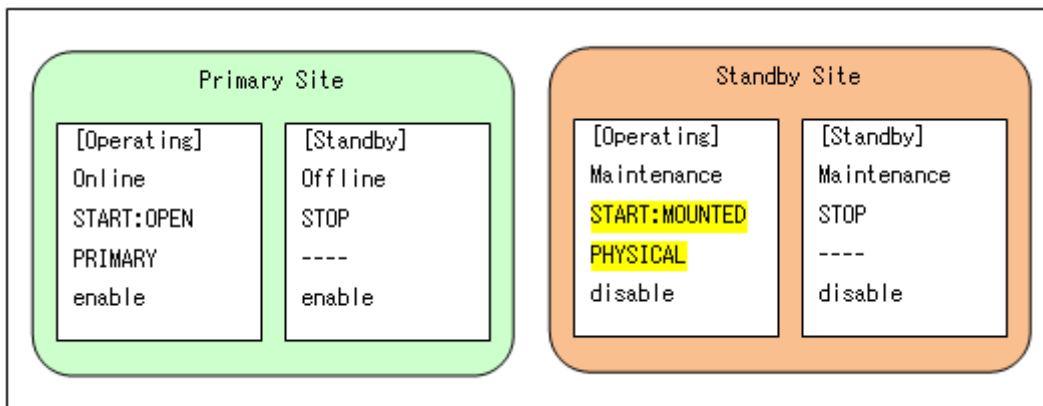 Primary Site
[Operating]
Online
START:OPEN
PRIMARY
enable
[Standby]
Offline
STOP
----
enable
Standby Site
[Operating]
Maintenance
START:MOUNTED
PHYSICAL
disable
[Standby]
Maintenance
STOP
----
disable